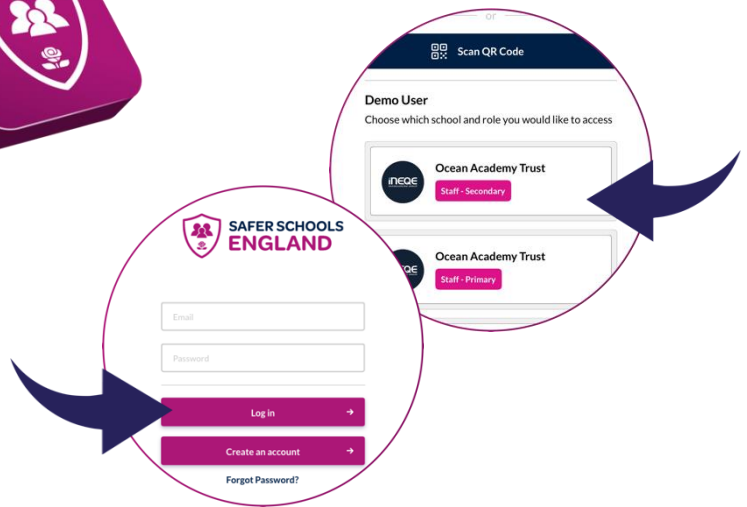 or
Scan QR Code
Demo User
Choose which school and role you would like to access
iNEQE
Ocean Academy Trust
Staff - Secondary
Ocean Academy Trust
Staff - Primary
SAFER SCHOOLS
ENGLAND
Email
Password
Log in
Create an account
Forgot Password?